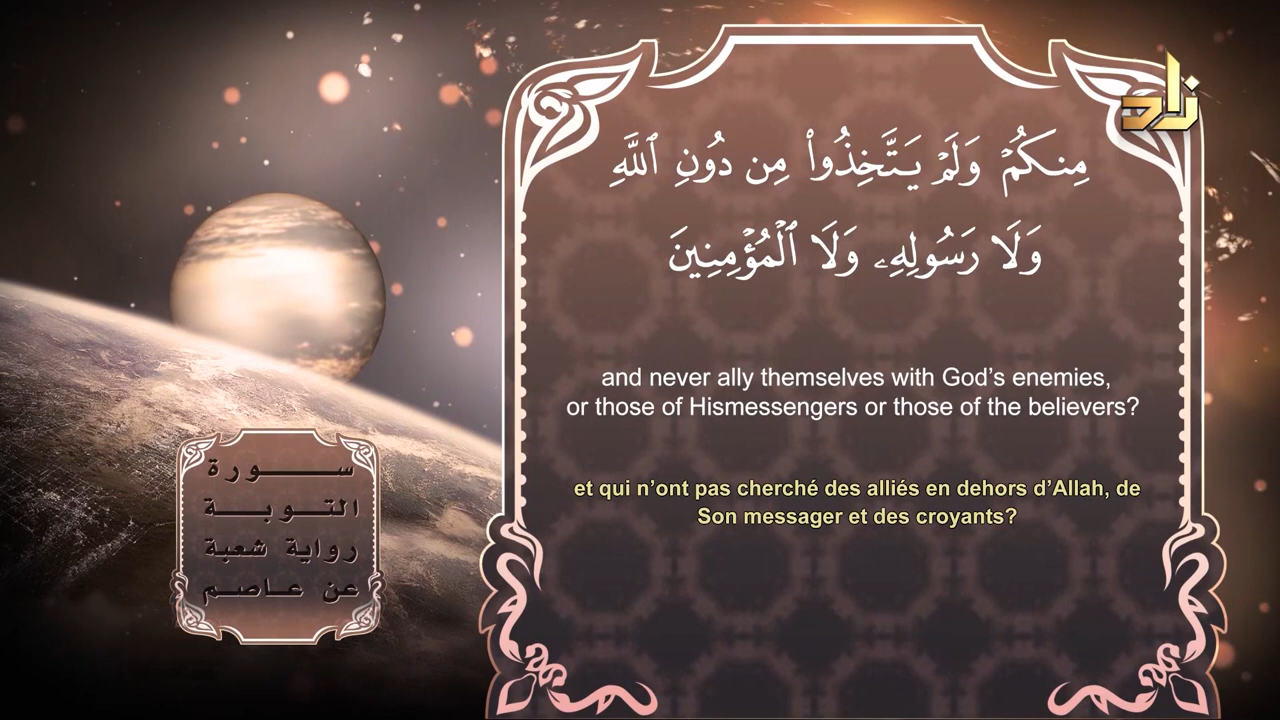 زاد
مِنكُمْ وَلَمْ يَتَّخِذُوا۟ مِن دُونِ ٱللَّهِ
وَلَا رَسُولِهِۦ وَلَا ٱلْمُؤْمِنِينَ
and never ally themselves with God’s enemies,
or those of Hismessengers or those of the believers?
et qui n’ont pas cherché des alliés en dehors d’Allah, de
Son messager et des croyants?
سورة
التوبة
رواية شعبة
عن عاصم